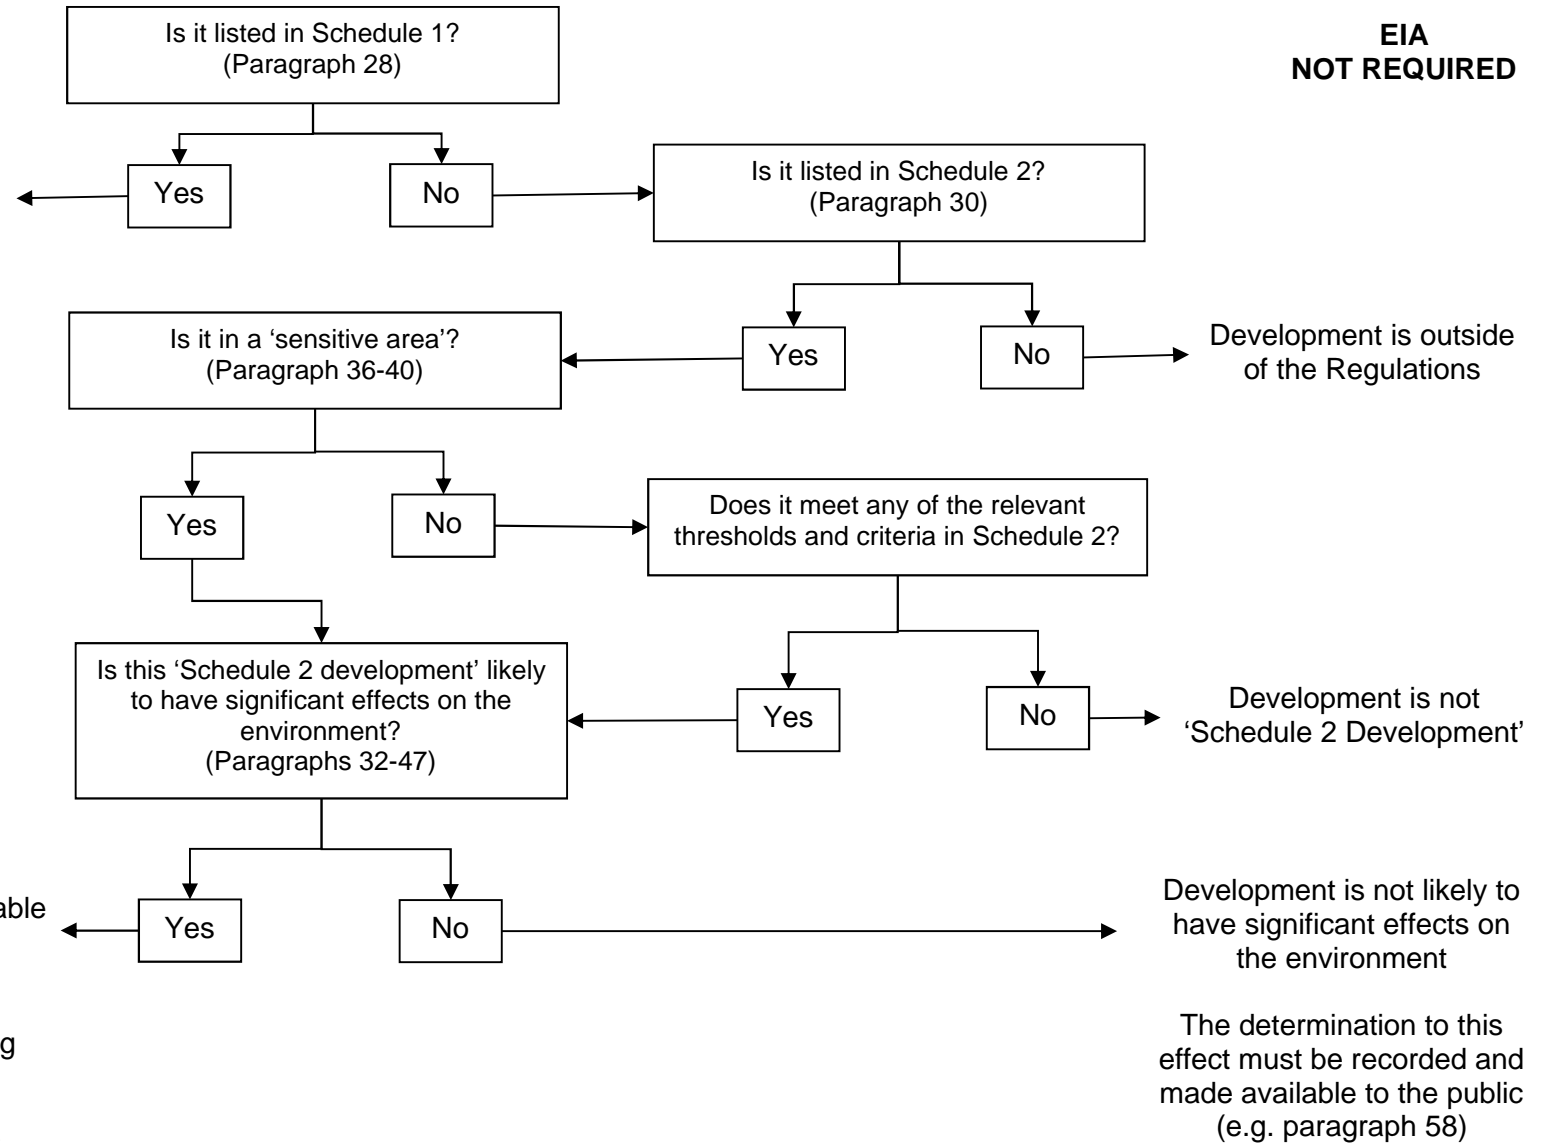 Is it listed in Schedule 1?
(Paragraph 28)
EIA
NOT REQUIRED
Yes
No
Is it listed in Schedule 2?
(Paragraph 30)
Is it in a ‘sensitive area’?
(Paragraph 36-40)
Yes
No
Development is outside
of the Regulations
Yes
No
Does it meet any of the relevant
thresholds and criteria in Schedule 2?
Is this ‘Schedule 2 development’ likely
to have significant effects on the
environment?
(Paragraphs 32-47)
Yes
No
Development is not
‘Schedule 2 Development’
Yes
No
Development is not likely to
have significant effects on
the environment
The determination to this
effect must be recorded and
made available to the public
(e.g. paragraph 58)